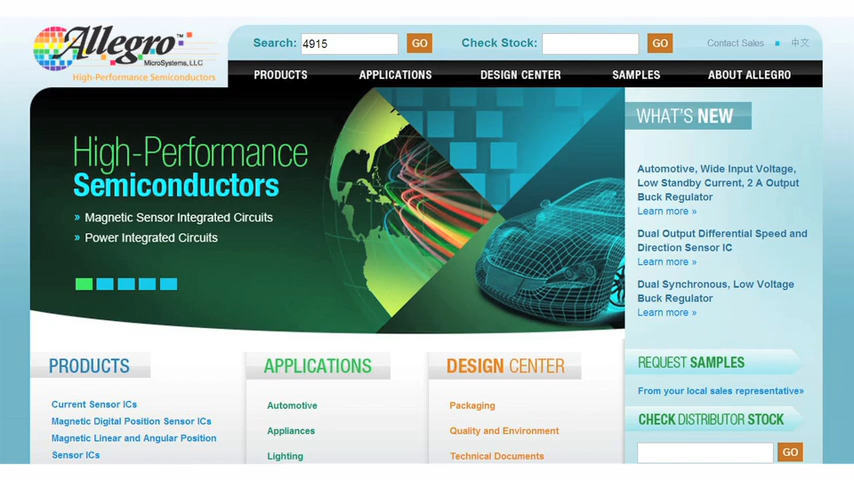 Allegro™
MicroSystems, LLC
High-Performance Semiconductors
Search: 4915 GO Check Stock: GO Contact Sales 中文
PRODUCTS APPLICATIONS DESIGN CENTER SAMPLES ABOUT ALLEGRO
High-Performance
Semiconductors
» Magnetic Sensor Integrated Circuits
» Power Integrated Circuits
WHAT'S NEW
Automotive, Wide Input Voltage,
Low Standby Current, 2 A Output
Buck Regulator
Learn more »
Dual Output Differential Speed and
Direction Sensor IC
Learn more »
Dual Synchronous, Low Voltage
Buck Regulator
Learn more »
REQUEST SAMPLES
From your local sales representative»
CHECK DISTRIBUTOR STOCK
GO
PRODUCTS
Current Sensor ICs
Magnetic Digital Position Sensor ICs
Magnetic Linear and Angular Position
Sensor ICs
APPLICATIONS
Automotive
Appliances
Lighting
DESIGN CENTER
Packaging
Quality and Environment
Technical Documents